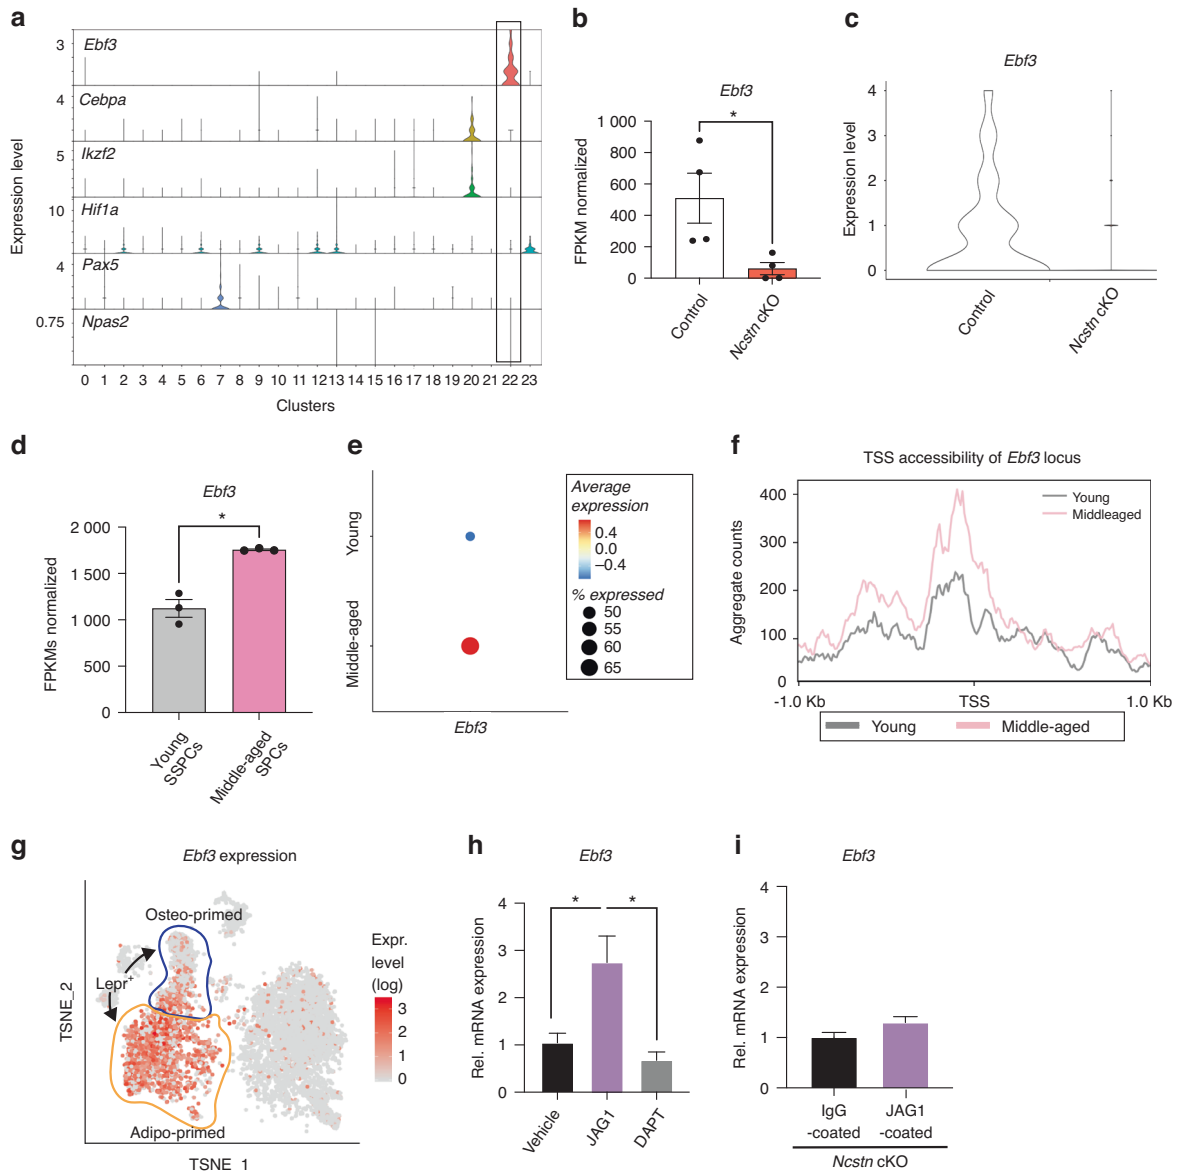 a
Expression level
3
Ebf3
4
Cebpa
5
Ikzf2
10
Hif1a
4
Pax5
0.75
Npas2
0 1 2 3 4 5 6 7 8 9 10 11 12 13 14 15 16 17 18 19 20 21 22 23
Clusters
b
Ebf3
*
FPKM normalized
1 000
800
600
400
200
0
Control
Ncstn cKO
c
Ebf3
Expression level
4
3
2
1
0
Control
Ncstn cKO
d
Ebf3
*
FPKMs normalized
2 000
1 500
1 000
500
0
Young
SSPCs
Middle-aged
SPCs
e
Young
Middle-aged
Ebf3
Average
expression
0.4
0.0
−0.4
% expressed
50
55
60
65
f
TSS accessibility of Ebf3 locus
Aggregate counts
400
300
200
100
0
Young
Middleaged
-1.0 Kb
TSS
1.0 Kb
Young
Middle-aged
g
Ebf3 expression
TSNE_2
Osteo-primed
Lepr+
Adipo-primed
TSNE_1
Expr.
level
(log)
3
2
1
0
h
Ebf3
* *
Rel. mRNA expression
4
3
2
1
0
Vehicle
JAG1
DAPT
i
Ebf3
Rel. mRNA expression
4
3
2
1
0
IgG
-coated
JAG1
-coated
Ncstn cKO